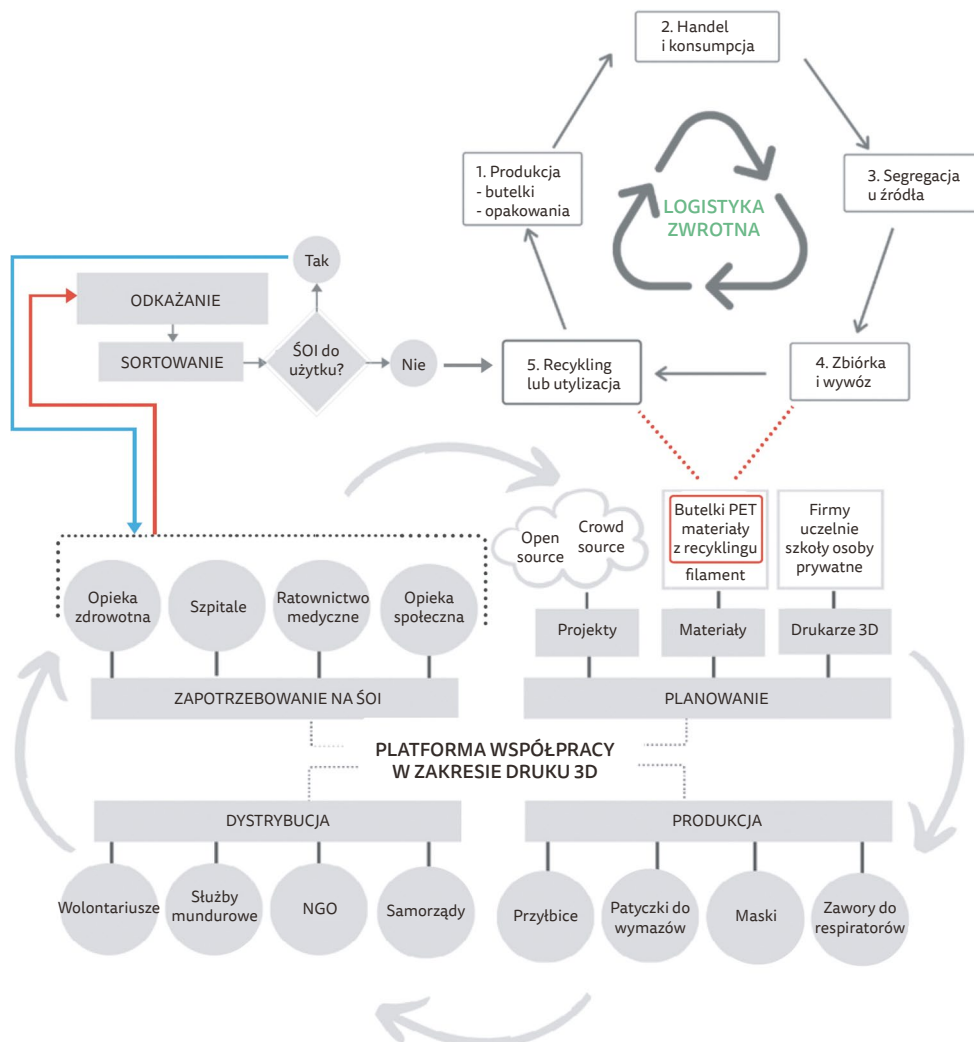 2. Handel
i konsumpcja
1. Produkcja
- butelki
- opakowania
3. Segregacja
u źródła
LOGISTYKA
ZWROTNA
Tak
ODKAŻANIE
SORTOWANIE
ŚOI do
użytku?
Nie
5. Recykling
lub utylizacja
4. Zbiórka
i wywóz
Open
source
Crowd
source
Butelki PET
materiały
z recyklingu
filament
Firmy
uczelnie
szkoły osoby
prywatne
Opieka
zdrowotna
Szpitale
Ratownictwo
medyczne
Opieka
społeczna
Projekty
Materiały
Drukarze 3D
ZAPOTRZEBOWANIE NA ŚOI
PLANOWANIE
PLATFORMA WSPÓŁPRACY
W ZAKRESIE DRUKU 3D
DYSTRYBUCJA
PRODUKCJA
Wolontariusze
Służby
mundurowe
NGO
Samorządy
Przyłbice
Patyczki do
wymazów
Maski
Zawory do
respiratorów